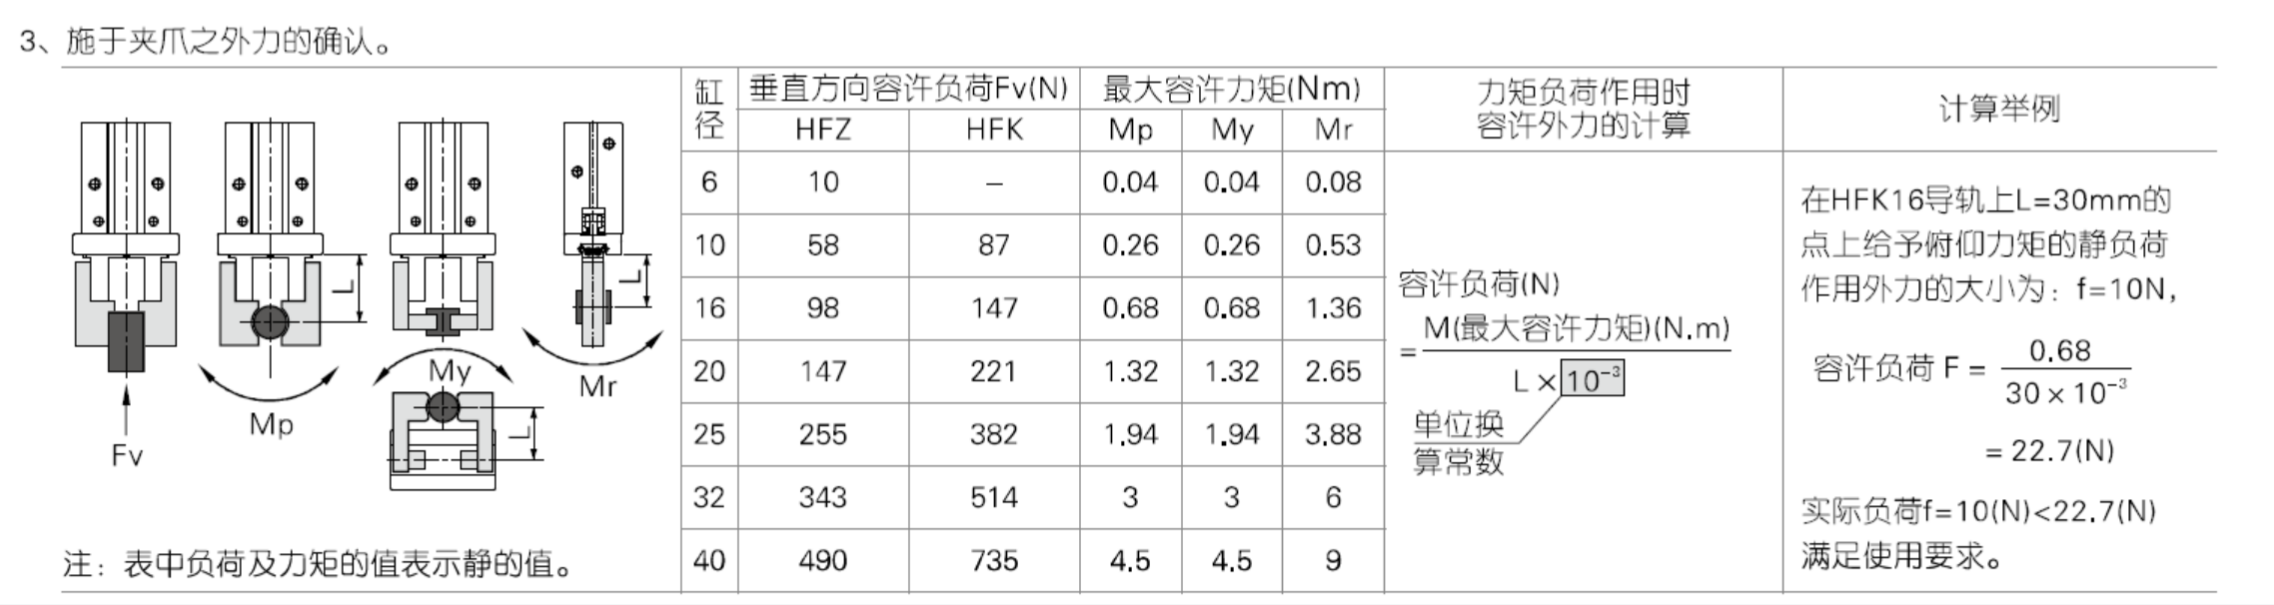 3、施于夹爪之外力的确认。
Fv
L
Mp
L
My
L
L
Mr
注：表中负荷及力矩的值表示静的值。
缸径 垂直方向容许负荷Fv(N) 最大容许力矩(Nm)
HFZ HFK Mp My Mr
6 10 – 0.04 0.04 0.08
10 58 87 0.26 0.26 0.53
16 98 147 0.68 0.68 1.36
20 147 221 1.32 1.32 2.65
25 255 382 1.94 1.94 3.88
32 343 514 3 3 6
40 490 735 4.5 4.5 9
力矩负荷作用时
容许外力的计算
容许负荷(N)
= M(最大容许力矩)(N.m)
L×10⁻³
单位换
算常数
计算举例
在HFK16导轨上L=30mm的
点上给予俯仰力矩的静负荷
作用外力的大小为：f=10N,
容许负荷 F = 0.68
30×10⁻³
= 22.7(N)
实际负荷f=10(N)<22.7(N)
满足使用要求。